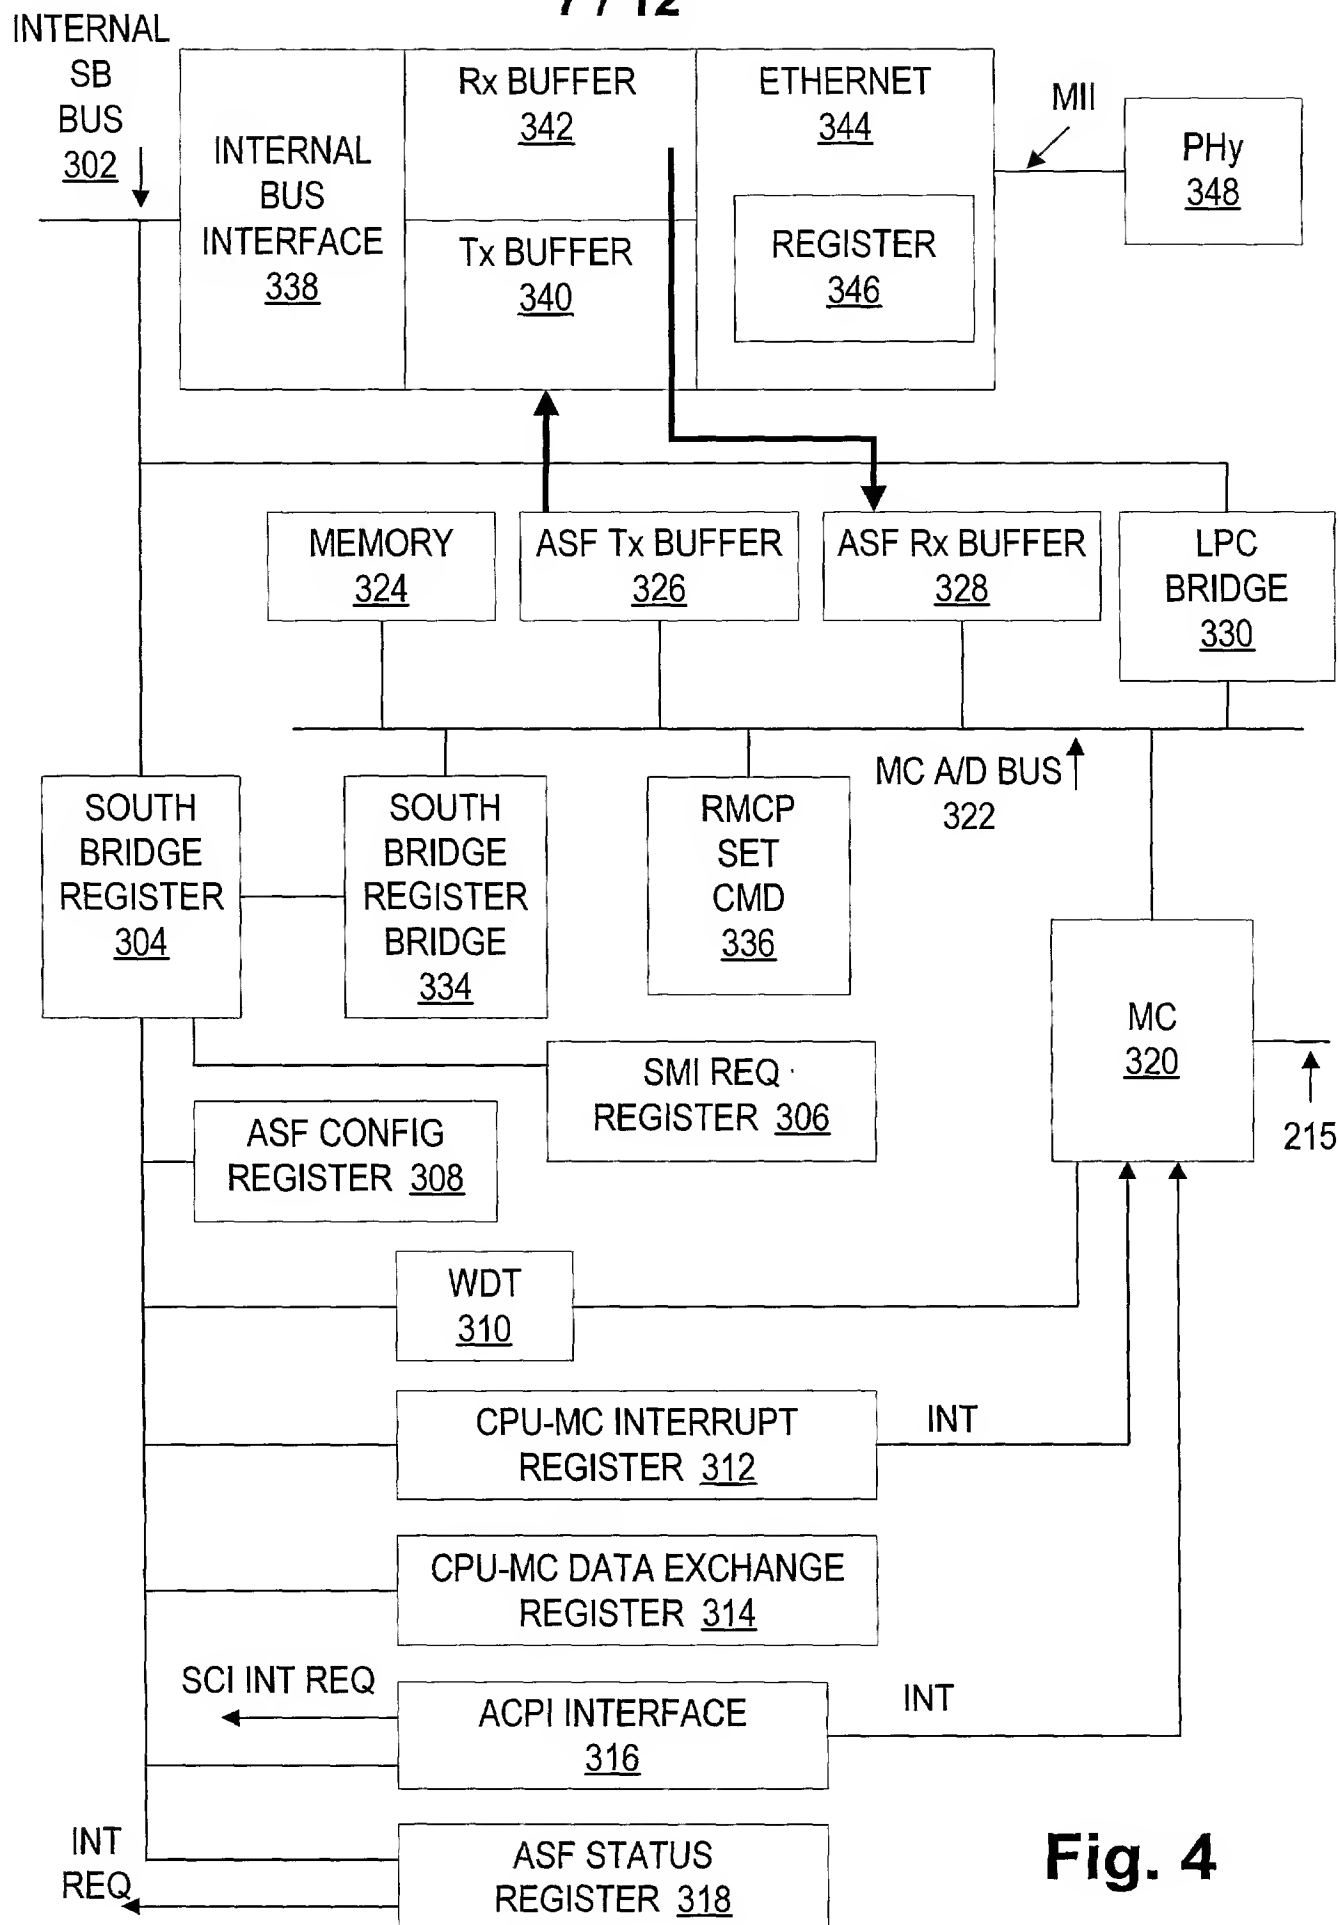 7 / 12
INTERNAL
SB
BUS
302
INTERNAL
BUS
INTERFACE
338
Rx BUFFER
342
Tx BUFFER
340
ETHERNET
344
REGISTER
346
MII
PHy
348
MEMORY
324
ASF Tx BUFFER
326
ASF Rx BUFFER
328
LPC
BRIDGE
330
MC A/D BUS
322
SOUTH
BRIDGE
REGISTER
304
SOUTH
BRIDGE
REGISTER
BRIDGE
334
RMCP
SET
CMD
336
MC
320
215
SMI REQ
REGISTER 306
ASF CONFIG
REGISTER 308
WDT
310
CPU-MC INTERRUPT
REGISTER 312
INT
CPU-MC DATA EXCHANGE
REGISTER 314
SCI INT REQ
ACPI INTERFACE
316
INT
INT
REQ
ASF STATUS
REGISTER 318
Fig. 4